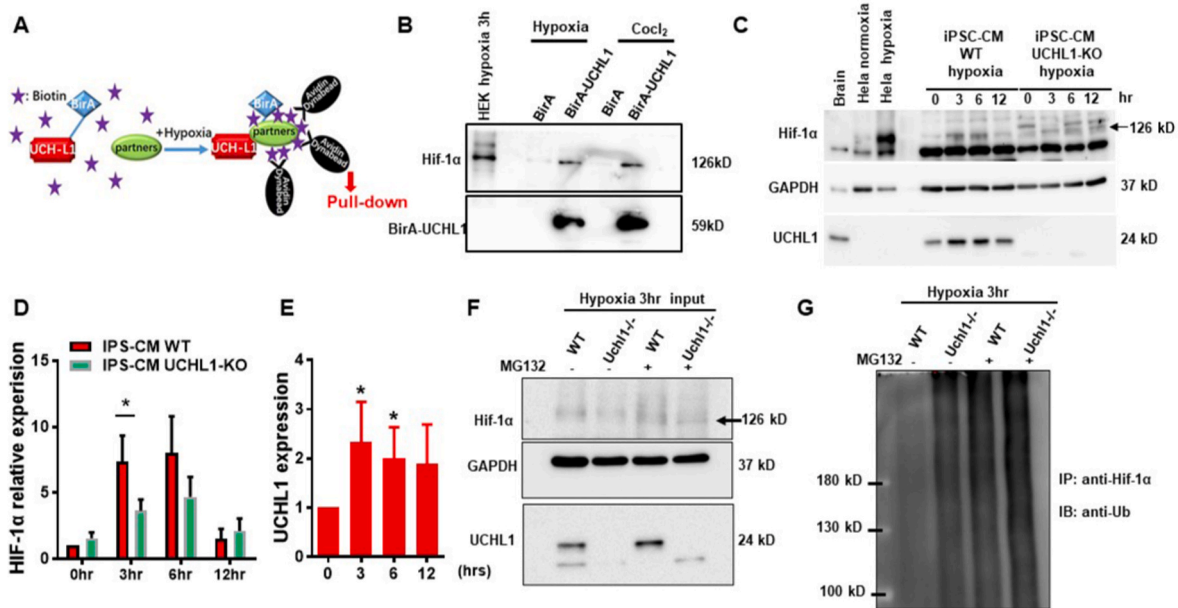 A
★: Biotin
BirA
UCH-L1
partners
+Hypoxia
BirA
UCH-L1
partners
Avidin
Dynabead
Avidin
Dynabead
Avidin
Dynabead
Pull-down
B
HEK hypoxia 3h
Hypoxia
Cocl2
BirA
BirA-UCHL1
BirA
BirA-UCHL1
Hif-1α
126kD
BirA-UCHL1
59kD
C
Brain
Hela normoxia
Hela hypoxia
iPSC-CM
WT
hypoxia
iPSC-CM
UCHL1-KO
hypoxia
0 3 6 12 0 3 6 12 hr
Hif-1α
126 kD
GAPDH
37 kD
UCHL1
24 kD
D
IPS-CM WT
IPS-CM UCHL1-KO
HIF-1α relative experision
15
10
5
0
*
0hr 3hr 6hr 12hr
E
UCHL1 expression
4
3
2
1
0
* *
0 3 6 12 (hrs)
F
Hypoxia 3hr input
WT Uchl1-/- WT Uchl1-/-
MG132 - - + +
Hif-1α
126 kD
GAPDH
37 kD
UCHL1
24 kD
G
Hypoxia 3hr
WT Uchl1-/- WT Uchl1-/-
MG132 - - + +
180 kD
130 kD
100 kD
IP: anti-Hif-1α
IB: anti-Ub